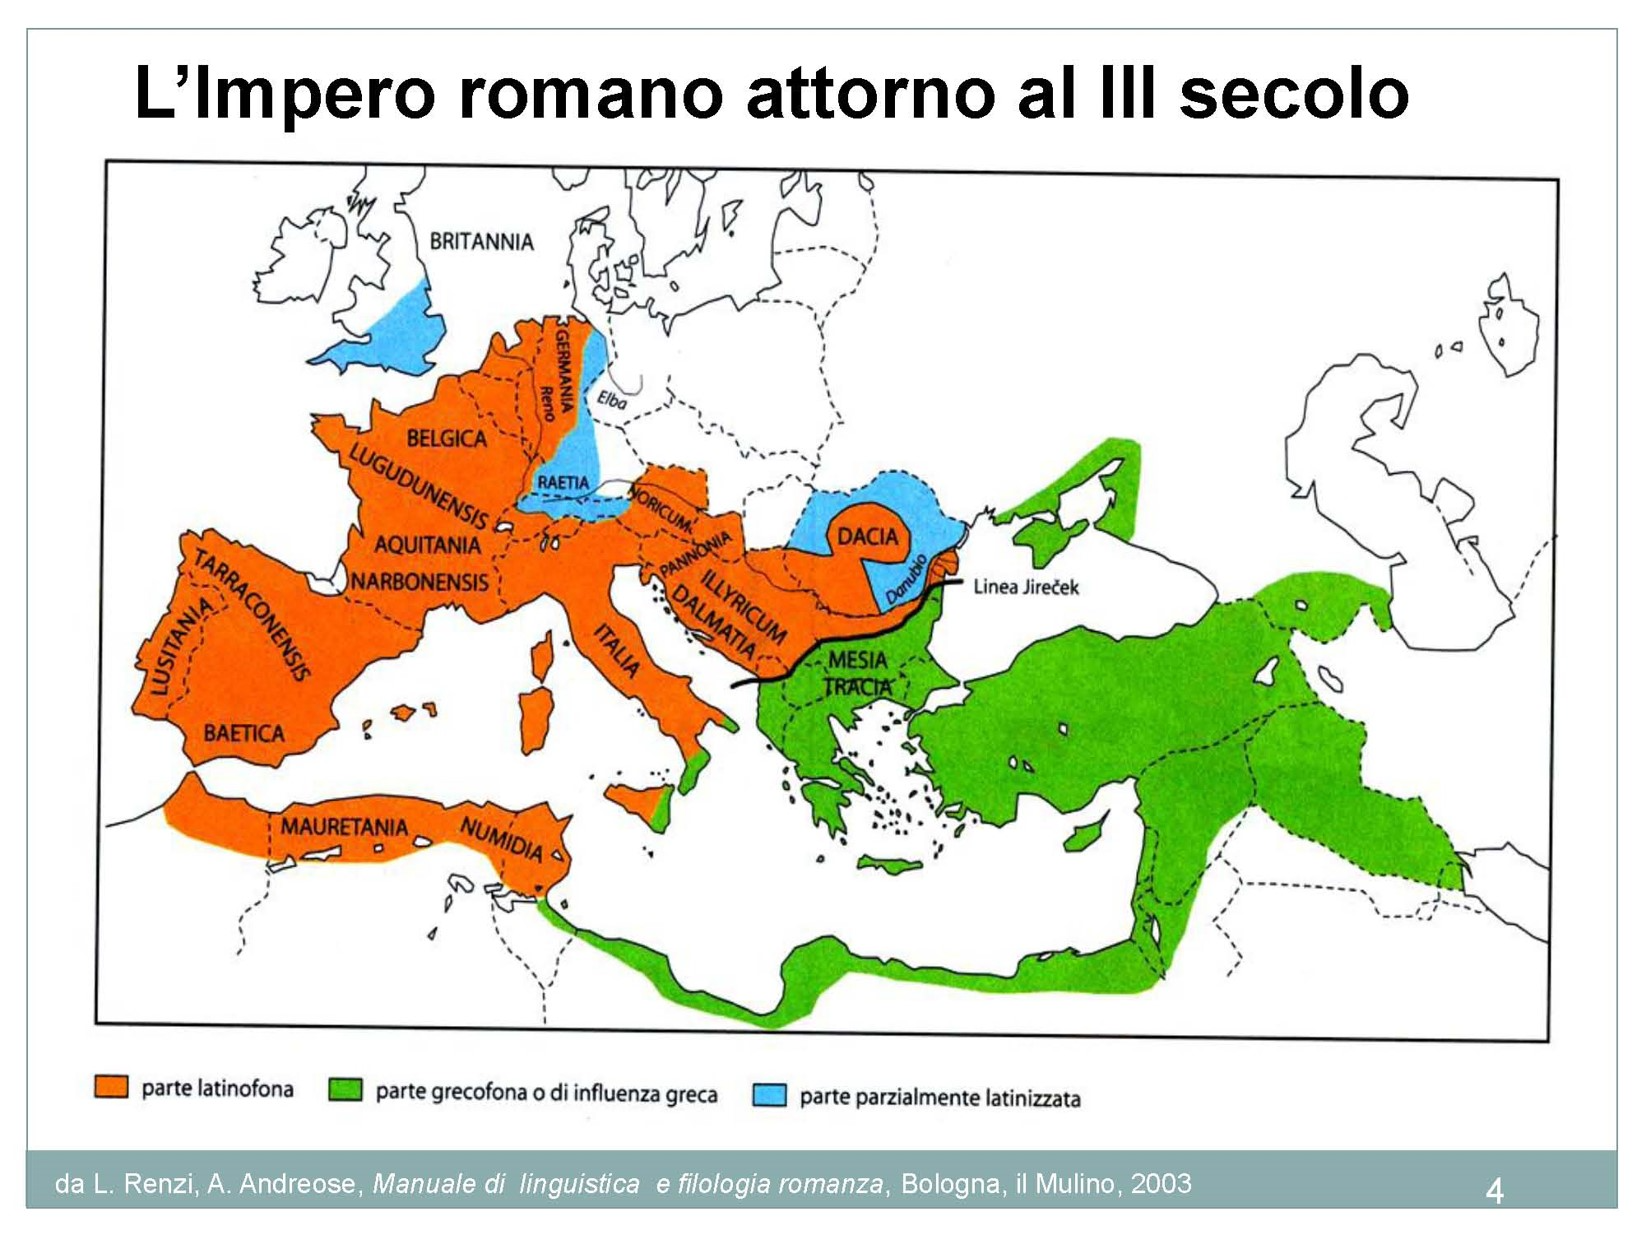 L’Impero romano attorno al III secolo
BRITANNIA
GERMANIA
Reno
Elba
BELGICA
LUGUDUNENSIS
RAETIA
NORICUM
AQUITANIA
PANNONIA
DACIA
Danubio
TARRACONENSIS
NARBONENSIS
ILLYRICUM
DALMATIA
Linea Jireček
LUSITANIA
ITALIA
MESIA
TRACIA
BAETICA
MAURETANIA
NUMIDIA
parte latinofona
parte grecofona o di influenza greca
parte parzialmente latinizzata
da L. Renzi, A. Andreose, Manuale di linguistica e filologia romanza, Bologna, il Mulino, 2003
4